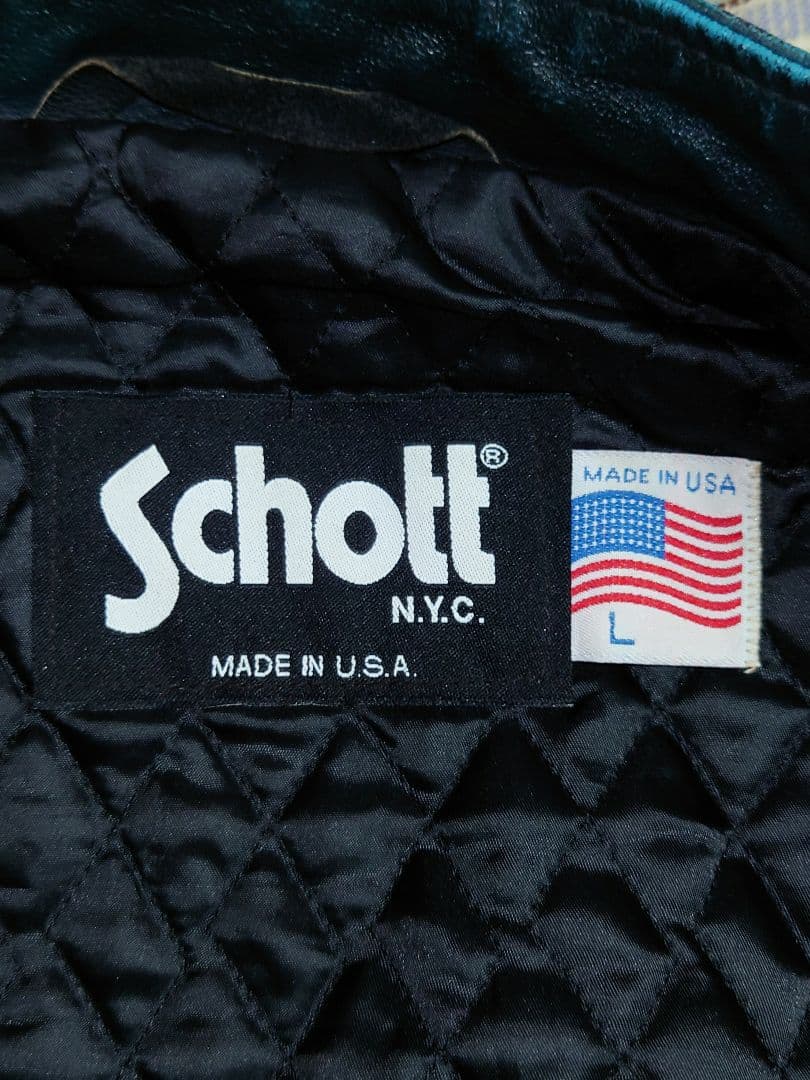 Schott®
N.Y.C.
MADE IN U.S.A.
MADE IN USA
L